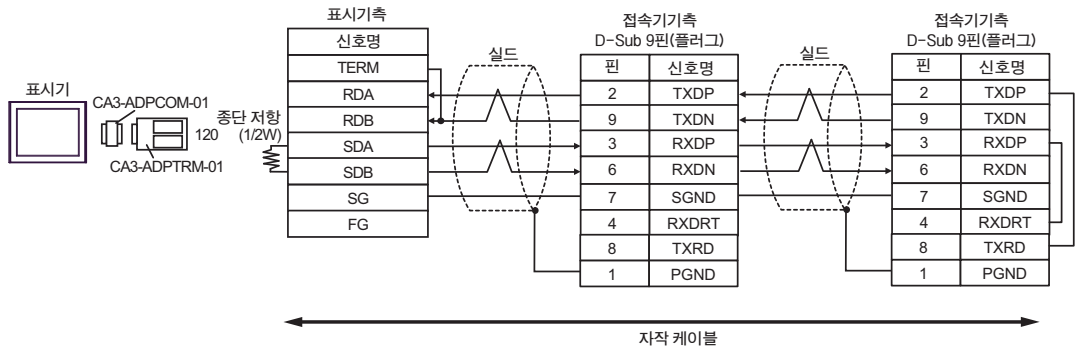 표시기측
신호명
TERM
RDA
RDB
SDA
SDB
SG
FG
표시기
CA3-ADPCOM-01
CA3-ADPTRM-01
120
종단 저항
(1/2W)
실드
접속기기측
D-Sub 9핀(플러그)
핀 신호명
2 TXDP
9 TXDN
3 RXDP
6 RXDN
7 SGND
4 RXDRT
8 TXRD
1 PGND
실드
접속기기측
D-Sub 9핀(플러그)
핀 신호명
2 TXDP
9 TXDN
3 RXDP
6 RXDN
7 SGND
4 RXDRT
8 TXRD
1 PGND
자작 케이블